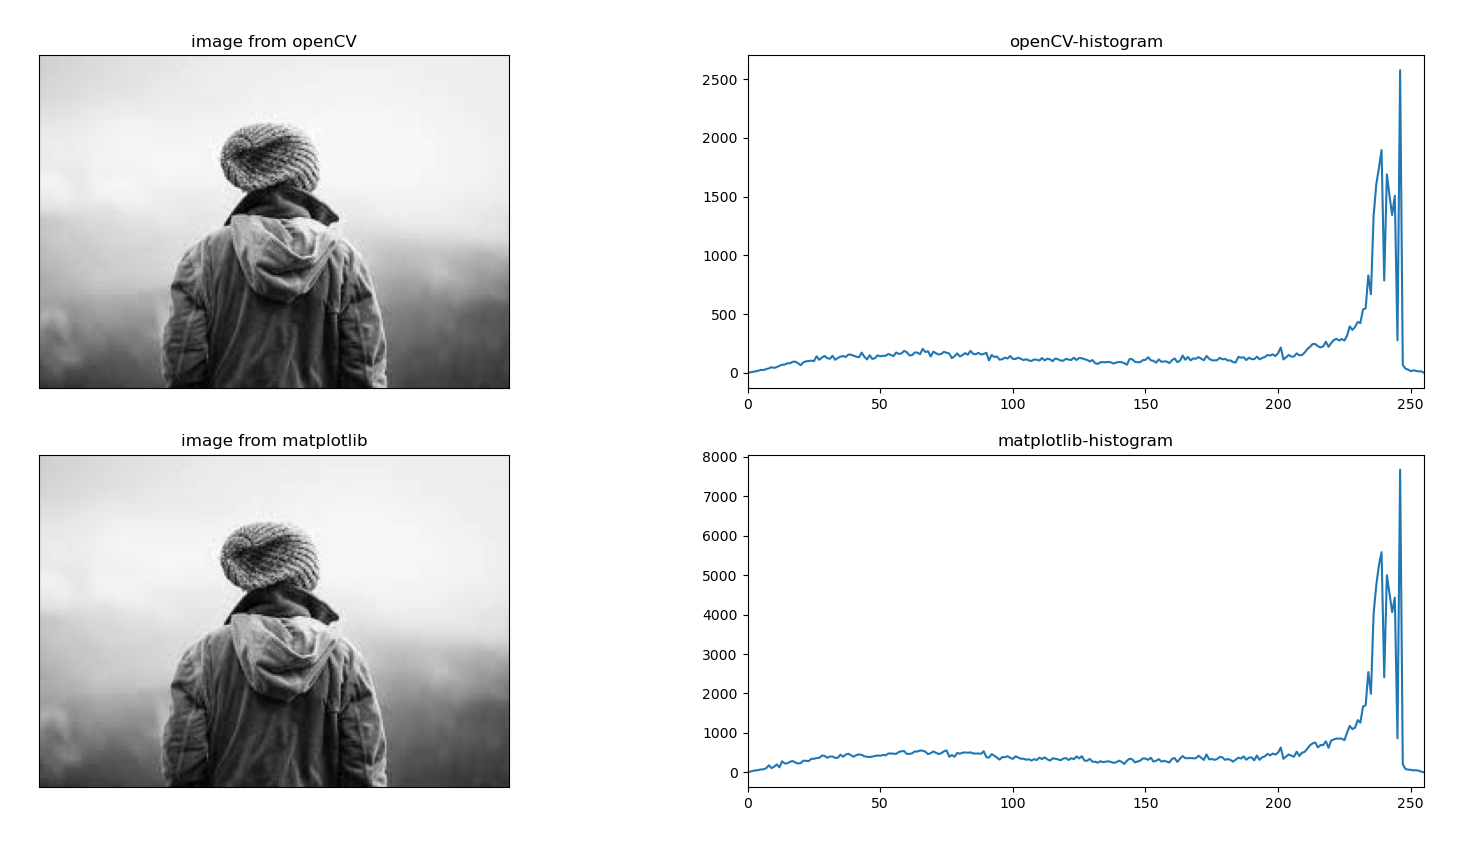 image from openCV
openCV-histogram
2500
2000
1500
1000
500
0
0 50 100 150 200 250
image from matplotlib
matplotlib-histogram
8000
7000
6000
5000
4000
3000
2000
1000
0
0 50 100 150 200 250